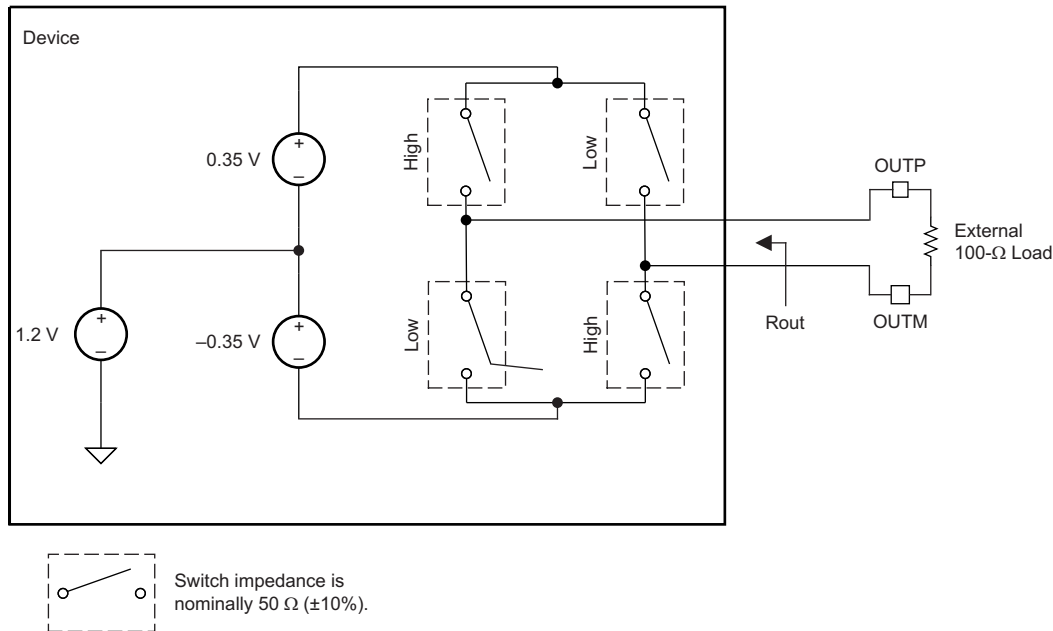 Device
0.35 V
+
–
High
Low
OUTP
External
100-Ω Load
1.2 V
+
–
–0.35 V
+
–
Low
High
Rout
OUTM
Switch impedance is
nominally 50 Ω (±10%).